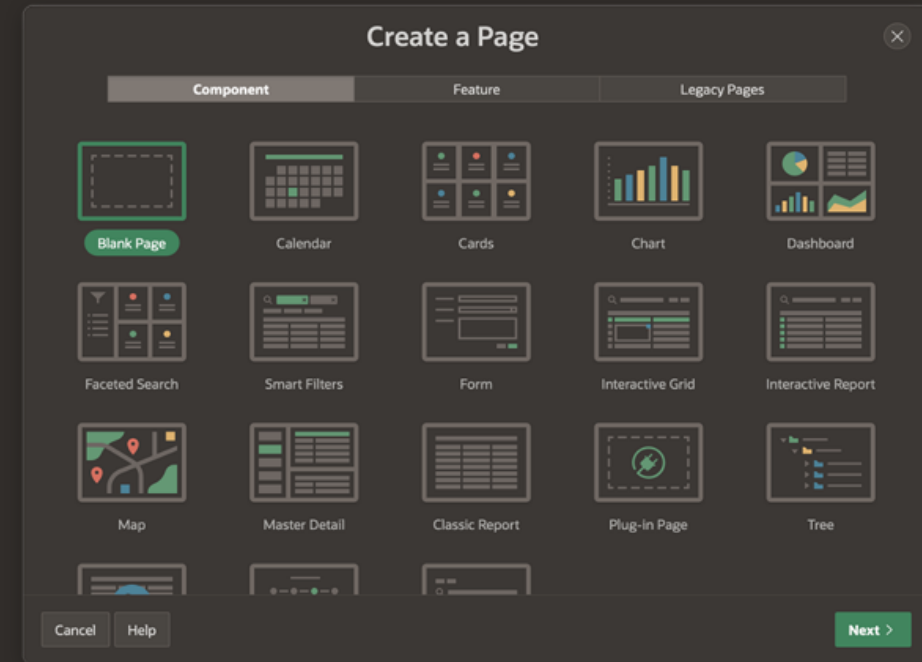 Create a Page
Component Feature Legacy Pages
Blank Page Calendar Cards Chart Dashboard
Faceted Search Smart Filters Form Interactive Grid Interactive Report
Map Master Detail Classic Report Plug-in Page Tree
Cancel Help Next